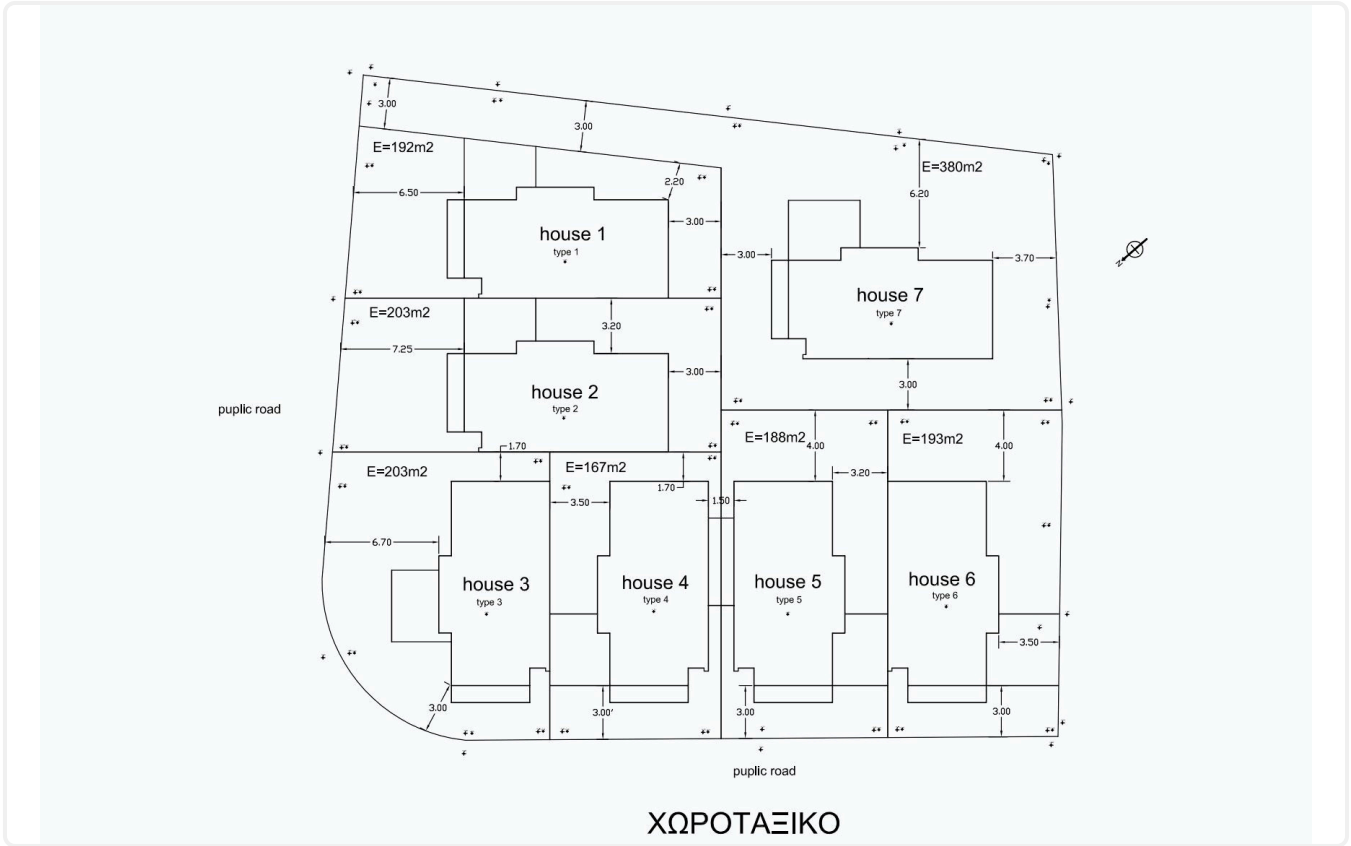 3.00
3.00
E=192m2
E=380m2
2.20
6.50
6.20
3.00
house 1
type 1
3.00
3.70
N
house 7
type 7
E=203m2
3.20
7.25
3.00
3.00
house 2
type 2
puplic road
1.70
E=188m2
4.00
E=193m2
4.00
E=203m2
E=167m2
3.20
1.70
3.50
1.50
6.70
house 3
type 3
house 4
type 4
house 5
type 5
house 6
type 6
3.50
3.00
3.00'
3.00
3.00
puplic road
ΧΩΡΟΤΑΞΙΚΟ